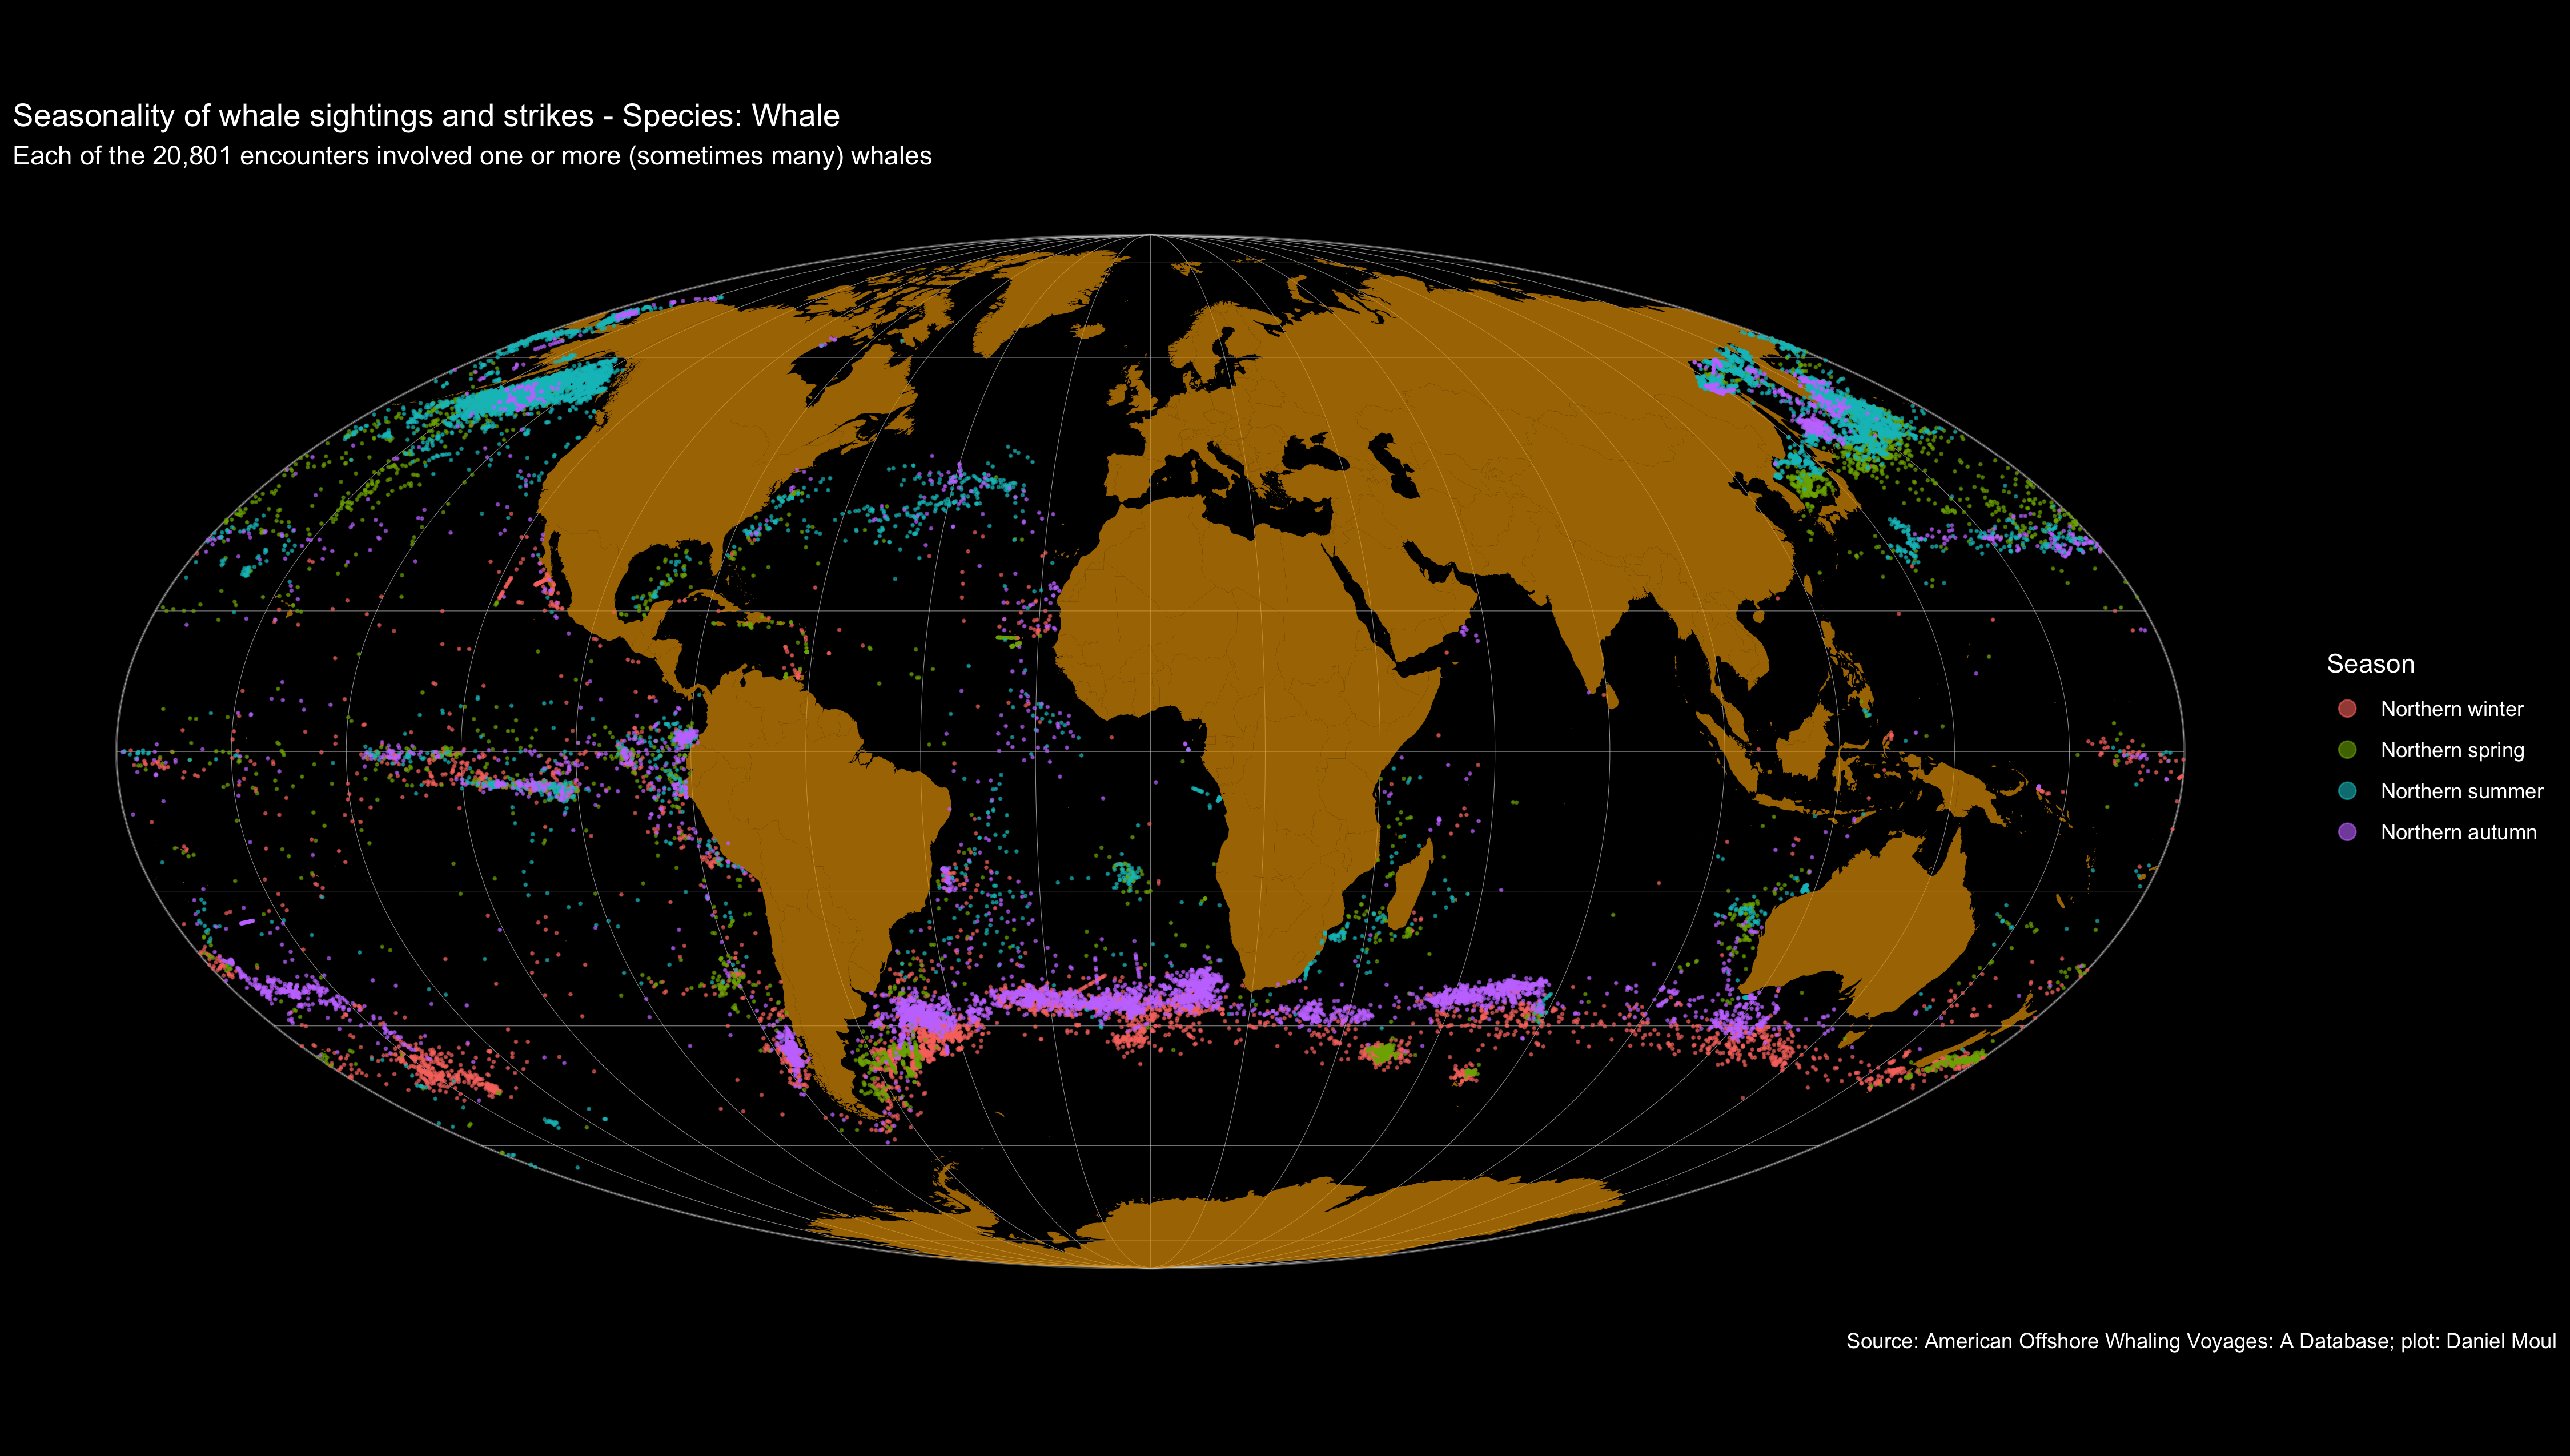 Seasonality of whale sightings and strikes - Species: Whale
Each of the 20,801 encounters involved one or more (sometimes many) whales
Season
Northern winter
Northern spring
Northern summer
Northern autumn
Source: American Offshore Whaling Voyages: A Database; plot: Daniel Moul